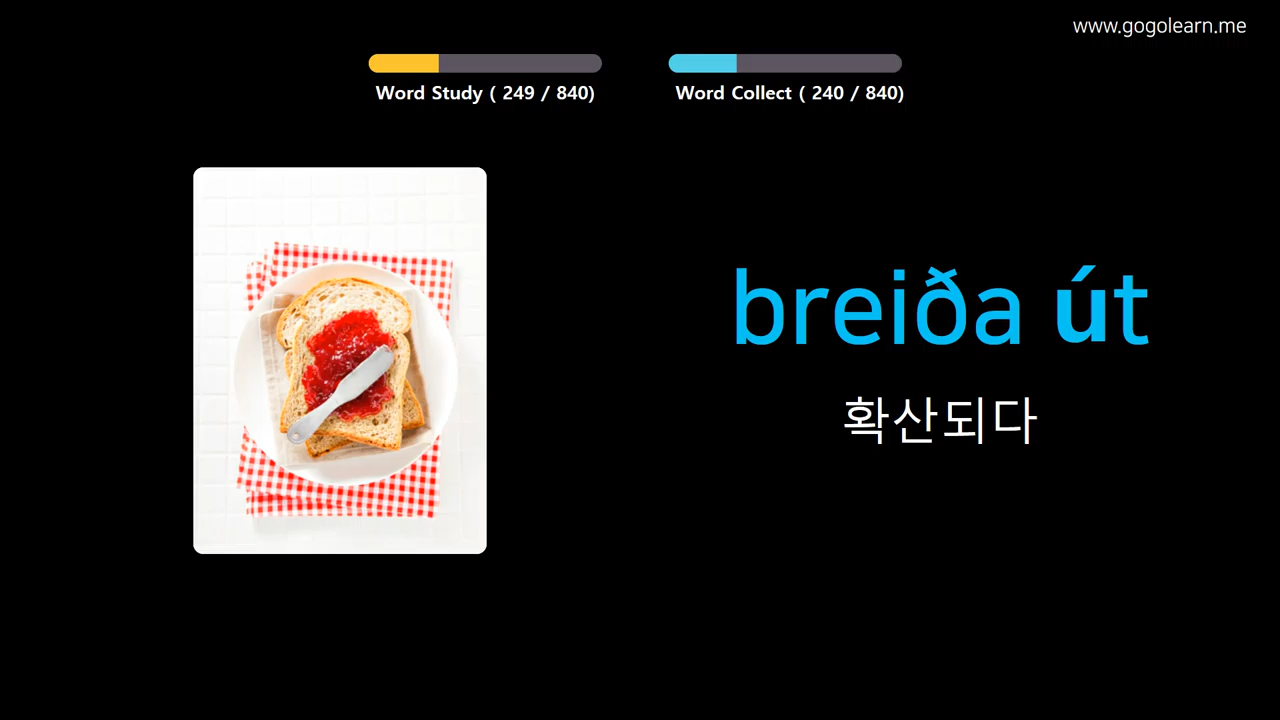 www.gogolearn.me
Word Study ( 249 / 840)
Word Collect ( 240 / 840)
breiða út
확산되다